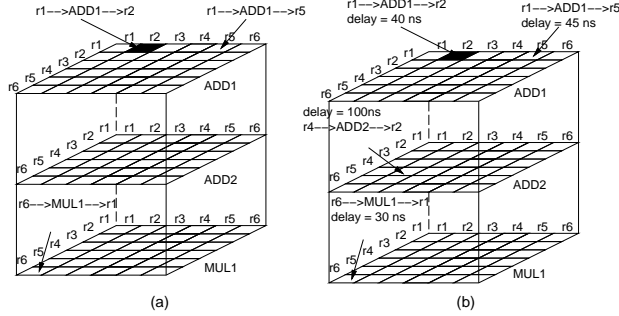 r1-->ADD1-->r2
r1-->ADD1-->r5
r1 r2 r3 r4 r5 r6
r1
r2
r3
r4
r5
r6
ADD1
r1 r2 r3 r4 r5 r6
r1
r2
r3
r4
r5
r6
ADD2
r6-->MUL1-->r1
r1 r2 r3 r4 r5 r6
r1
r2
r3
r4
r5
r6
MUL1
(a)
r1-->ADD1-->r2
delay = 40 ns
r1-->ADD1-->r5
delay = 45 ns
r1 r2 r3 r4 r5 r6
r1
r2
r3
r4
r5
r6
ADD1
delay = 100ns
r4-->ADD2-->r2
r1 r2 r3 r4 r5 r6
r1
r2
r3
r4
r5
r6
ADD2
r6-->MUL1-->r1
delay = 30 ns
r1 r2 r3 r4 r5 r6
r1
r2
r3
r4
r5
r6
MUL1
(b)